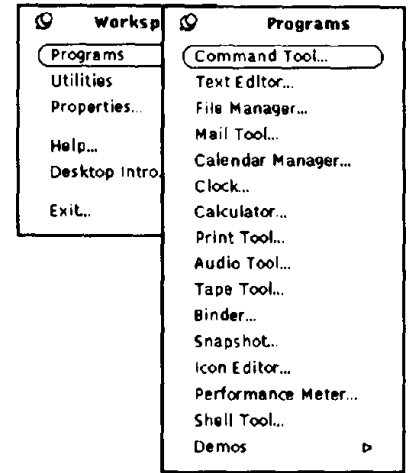 Worksp
Programs
Utilities
Properties...
Help...
Desktop Intro.
Exit...
Programs
Command Tool...
Text Editor...
File Manager...
Mail Tool...
Calendar Manager...
Clock...
Calculator...
Print Tool...
Audio Tool...
Tape Tool...
Binder...
Snapshot...
Icon Editor...
Performance Meter...
Shell Tool...
Demos